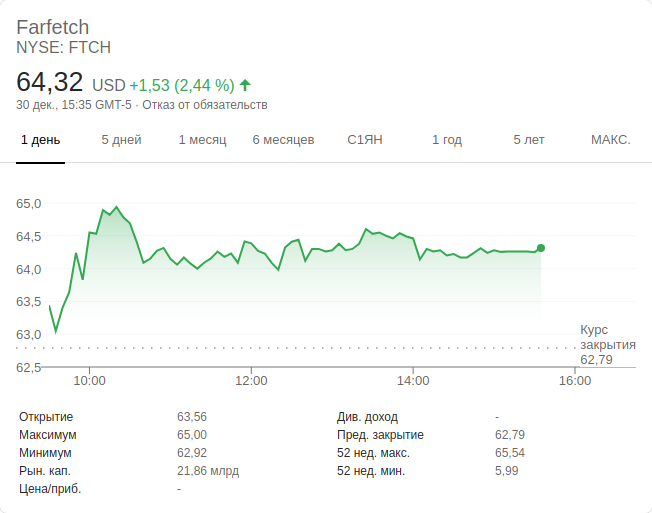 Farfetch
NYSE: FTCH
64,32 USD +1,53 (2,44 %)
30 дек., 15:35 GMT-5 · Отказ от обязательств
1 день 5 дней 1 месяц 6 месяцев С1ЯН 1 год 5 лет МАКС.
65,0
64,5
64,0
63,5
63,0
Курс
закрытия
62,79
62,5
10:00 12:00 14:00 16:00
Открытие 63,56 Див. доход -
Максимум 65,00 Пред. закрытие 62,79
Минимум 62,92 52 нед. макс. 65,54
Рын. кап. 21,86 млрд 52 нед. мин. 5,99
Цена/приб. -